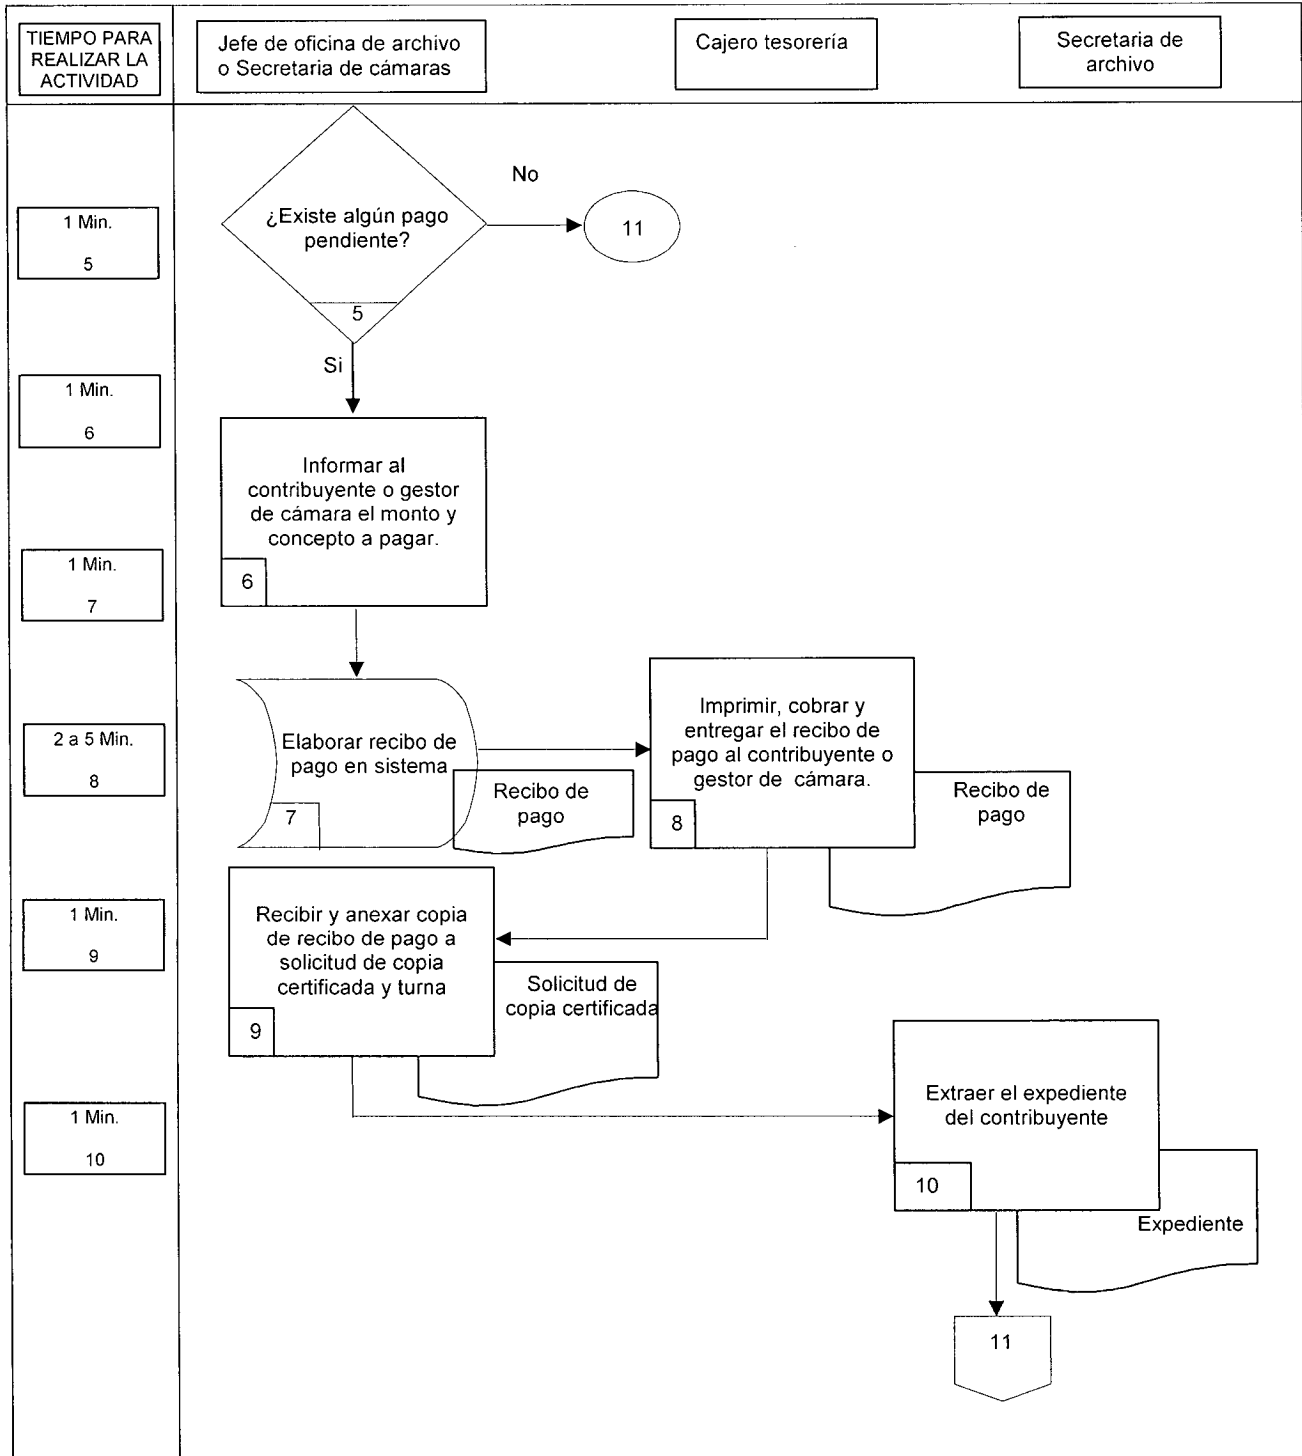 TIEMPO PARA
REALIZAR LA
ACTIVIDAD
Jefe de oficina de archivo
o Secretaria de cámaras
Cajero tesorería
Secretaria de
archivo
1 Min.
5
¿Existe algún pago
pendiente?
5
No
11
Si
1 Min.
6
Informar al
contribuyente o gestor
de cámara el monto y
concepto a pagar.
6
1 Min.
7
Elaborar recibo de
pago en sistema
7
Recibo de
pago
2 a 5 Min.
8
Imprimir, cobrar y
entregar el recibo de
pago al contribuyente o
gestor de cámara.
8
Recibo de
pago
1 Min.
9
Recibir y anexar copia
de recibo de pago a
solicitud de copia
certificada y turna
9
Solicitud de
copia certificada
1 Min.
10
Extraer el expediente
del contribuyente
10
Expediente
11